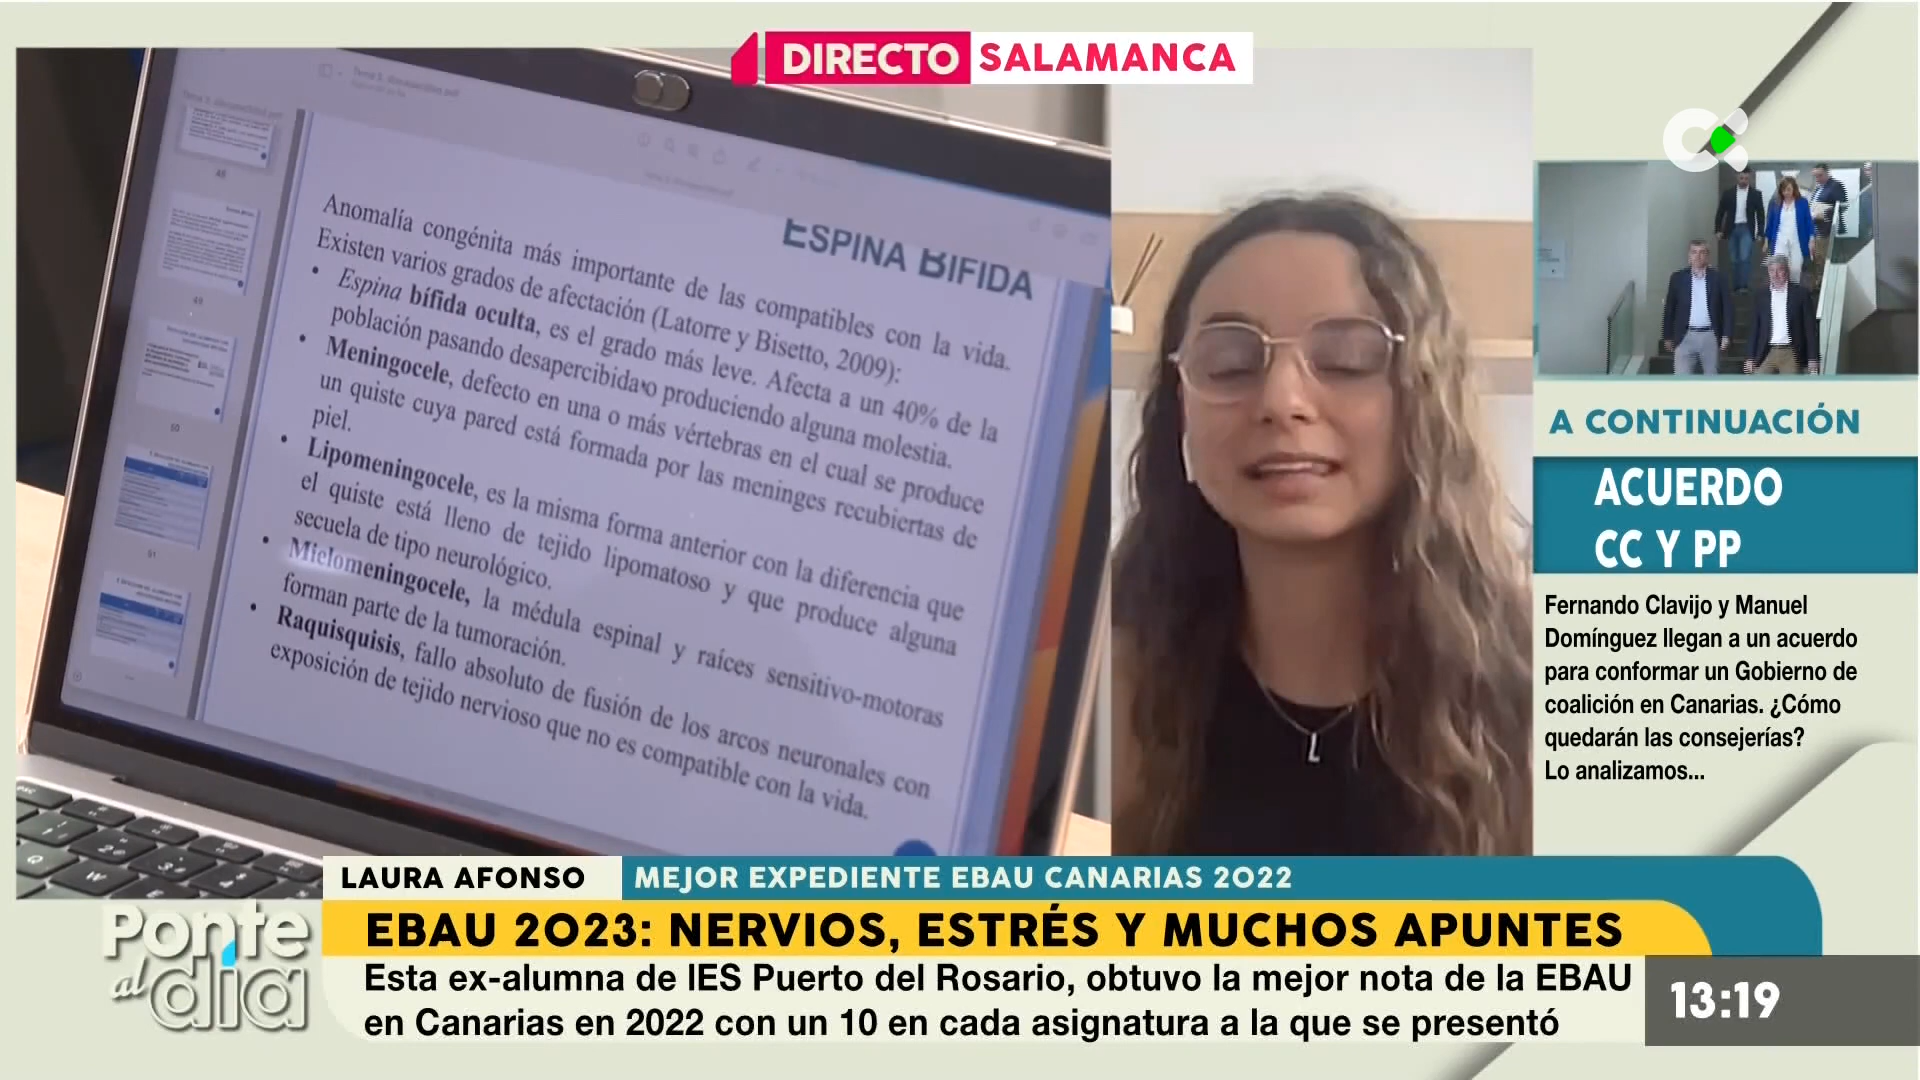 DIRECTO SALAMANCA
ESPINA BÍFIDA
Anomalía congénita más importante de las compatibles con la vida.
Existen varios grados de afectación (Latorre y Bisetto, 2009):
• Espina bífida oculta, es el grado más leve. Afecta a un 40% de la
población pasando desapercibida o produciendo alguna molestia.
• Meningocele, defecto en una o más vértebras en el cual se produce
un quiste cuya pared está formada por las meninges recubiertas de
piel.
• Lipomeningocele, es la misma forma anterior con la diferencia que
el quiste está lleno de tejido lipomatoso y que produce alguna
secuela de tipo neurológico.
• Mielomeningocele, la médula espinal y raíces sensitivo-motoras
forman parte de la tumoración.
• Raquisquisis, fallo absoluto de fusión de los arcos neuronales con
exposición de tejido nervioso que no es compatible con la vida.
48
49
60
61
esc
Q
W
E
A CONTINUACIÓN
ACUERDO
CC Y PP
Fernando Clavijo y Manuel
Domínguez llegan a un acuerdo
para conformar un Gobierno de
coalición en Canarias. ¿Cómo
quedarán las consejerías?
Lo analizamos...
L
LAURA AFONSO MEJOR EXPEDIENTE EBAU CANARIAS 2022
EBAU 2023: NERVIOS, ESTRÉS Y MUCHOS APUNTES
Esta ex-alumna de IES Puerto del Rosario, obtuvo la mejor nota de la EBAU
en Canarias en 2022 con un 10 en cada asignatura a la que se presentó
Ponte
al día
13:19